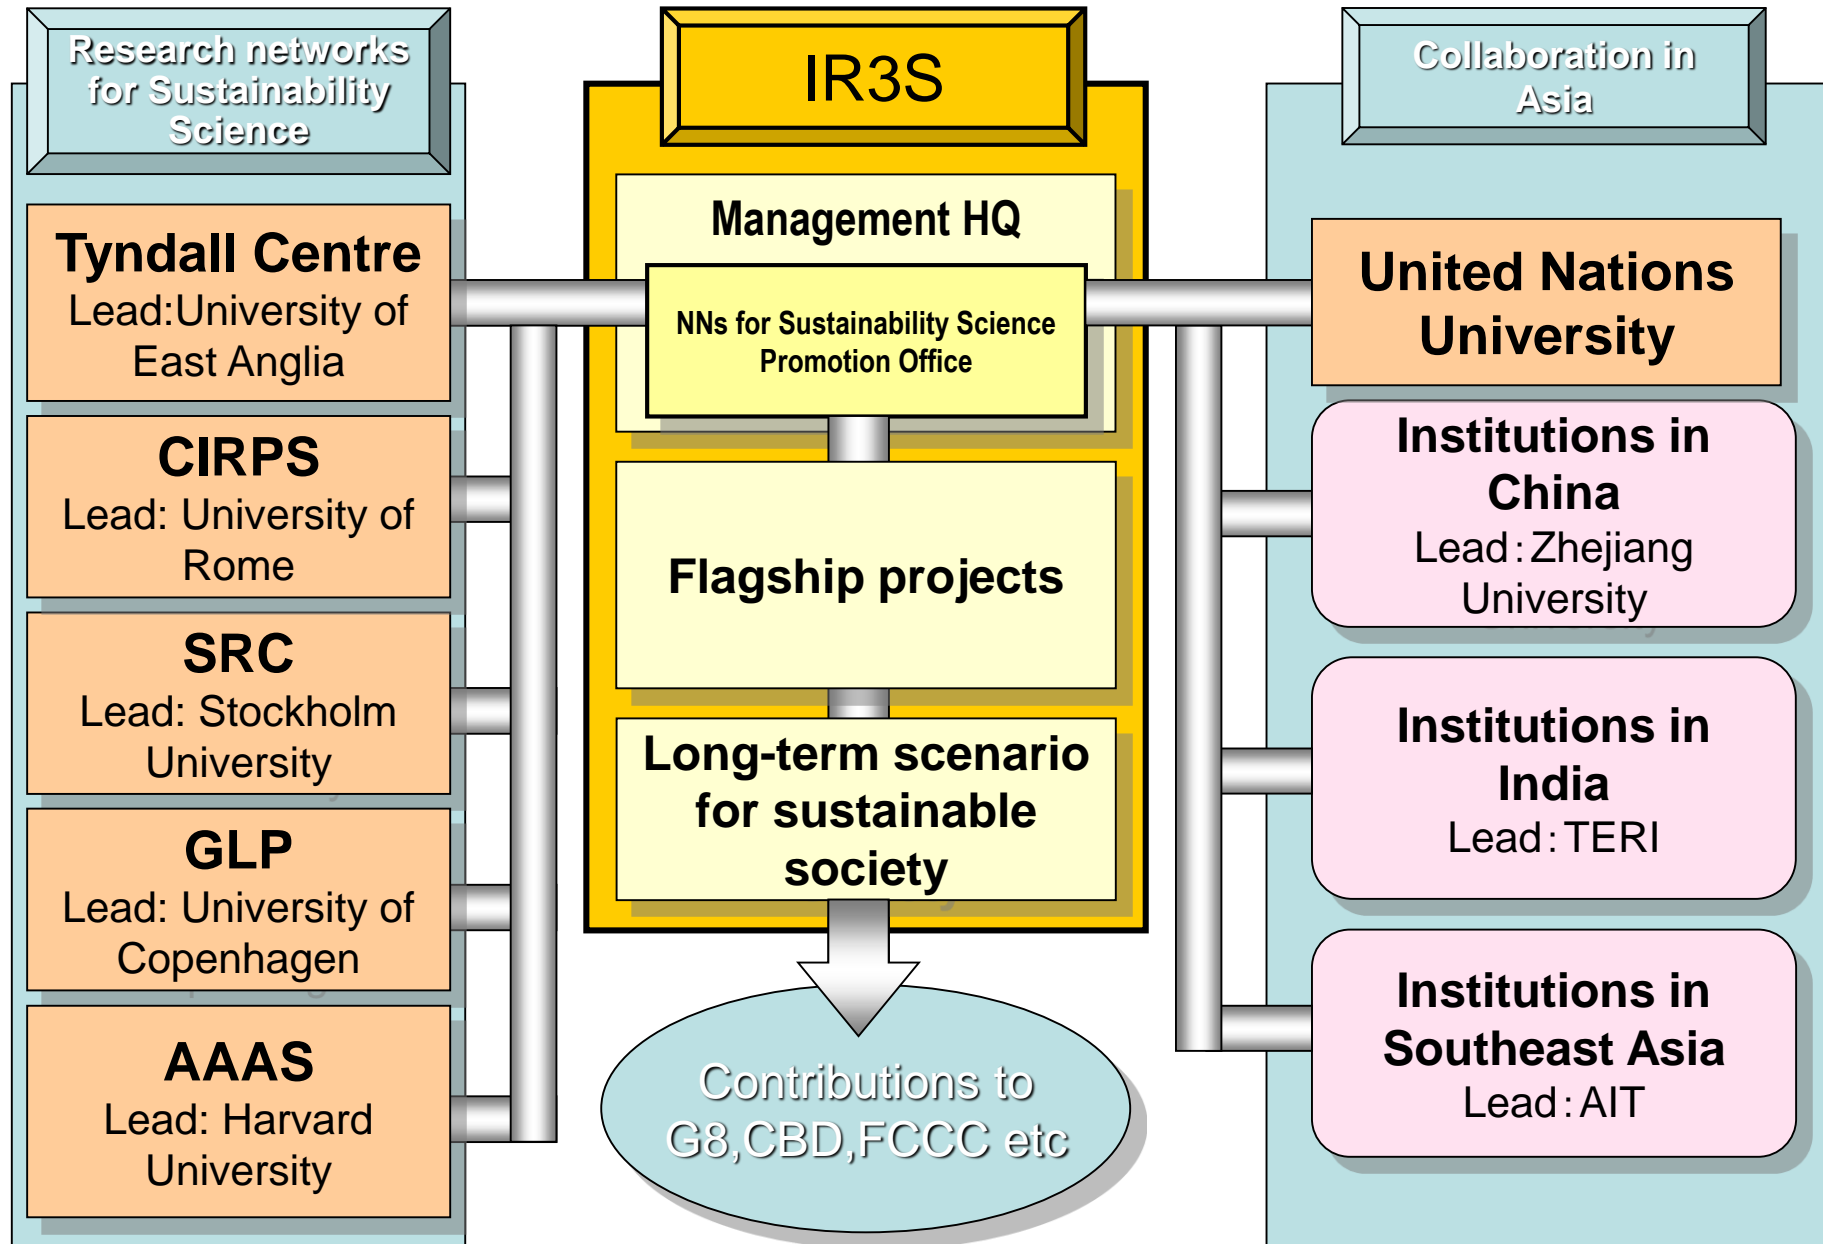 Research networks
for Sustainability
Science
Tyndall Centre
Lead:University of
East Anglia
CIRPS
Lead: University of
Rome
SRC
Lead: Stockholm
University
GLP
Lead: University of
Copenhagen
AAAS
Lead: Harvard
University
IR3S
Management HQ
NNs for Sustainability Science
Promotion Office
Flagship projects
Long-term scenario
for sustainable
society
Contributions to
G8,CBD,FCCC etc
Collaboration in
Asia
United Nations
University
Institutions in
China
Lead：Zhejiang
University
Institutions in
India
Lead：TERI
Institutions in
Southeast Asia
Lead：AIT